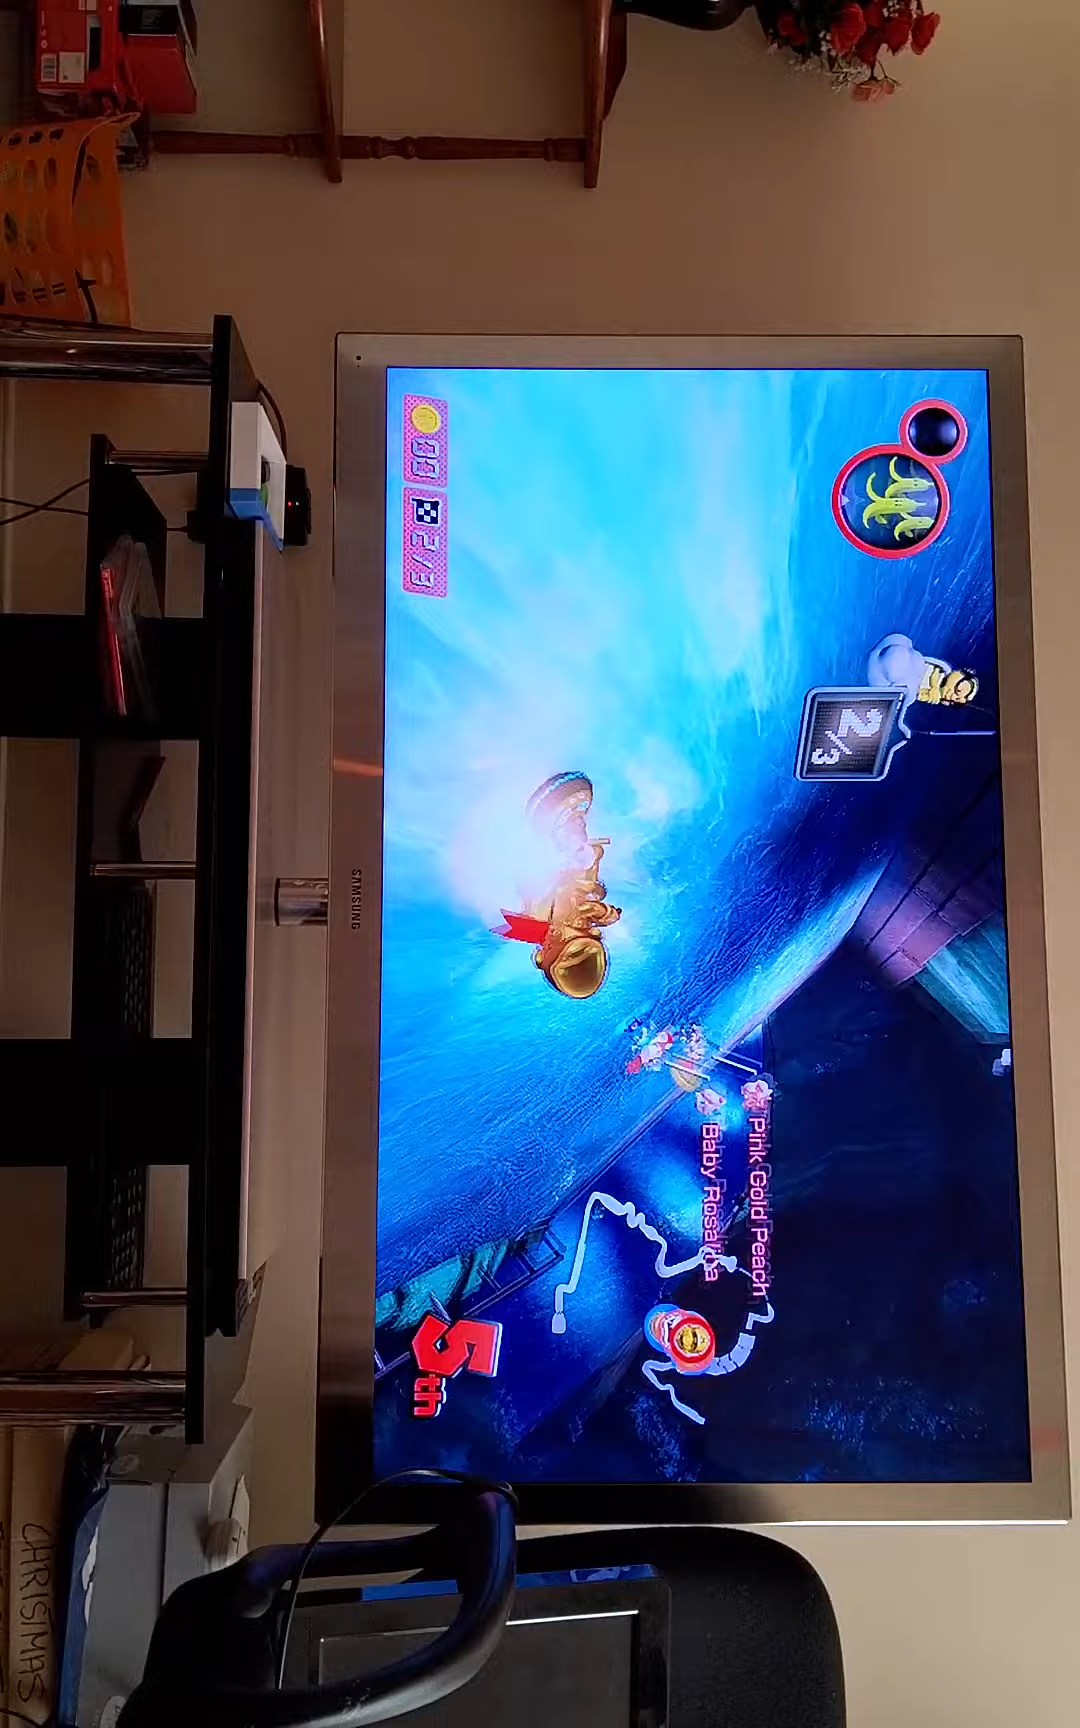 2/3
Pink Gold Peach
Baby Rosalina
00 2/3
5th
SAMSUNG
CHRISTMAS